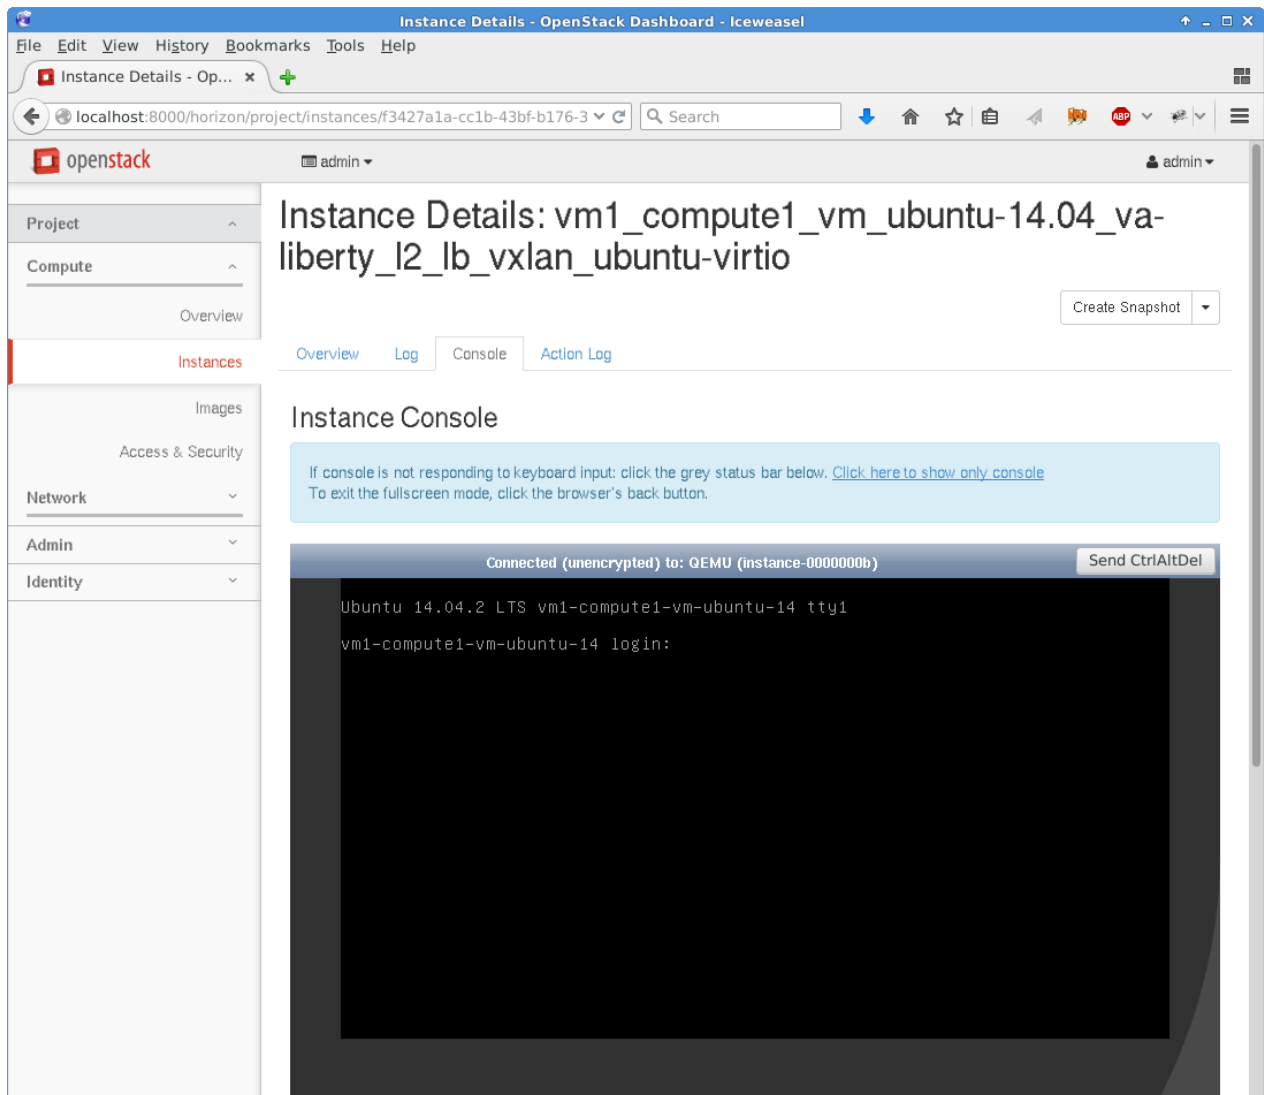 Instance Details - OpenStack Dashboard - Iceweasel
File Edit View History Bookmarks Tools Help
Instance Details - Op...
localhost:8000/horizon/project/instances/f3427a1a-cc1b-43bf-b176-3
Search
ABP
openstack
admin
admin
Project
Compute
Overview
Instances
Images
Access & Security
Network
Admin
Identity
Instance Details: vm1_compute1_vm_ubuntu-14.04_va-
liberty_l2_lb_vxlan_ubuntu-virtio
Create Snapshot
Overview Log Console Action Log
Instance Console
If console is not responding to keyboard input: click the grey status bar below. Click here to show only console
To exit the fullscreen mode, click the browser's back button.
Connected (unencrypted) to: QEMU (instance-0000000b)
Send CtrlAltDel
Ubuntu 14.04.2 LTS vm1-compute1-vm-ubuntu-14 tty1
vm1-compute1-vm-ubuntu-14 login: